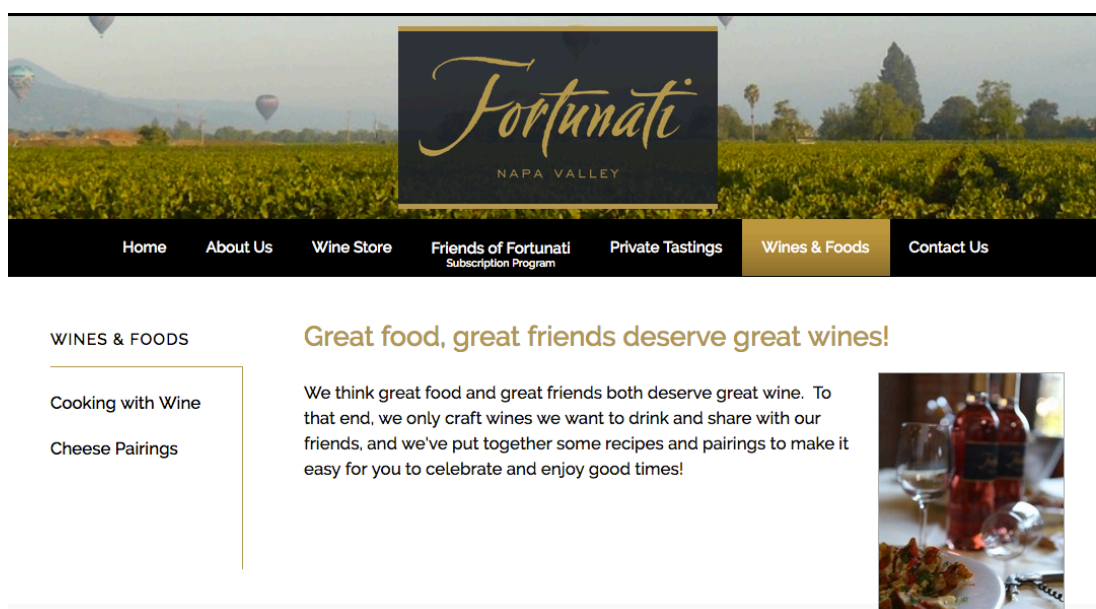 Fortunati
NAPA VALLEY
Home About Us Wine Store Friends of Fortunati Private Tastings Wines & Foods Contact Us
Subscription Program
WINES & FOODS
Cooking with Wine
Cheese Pairings
Great food, great friends deserve great wines!
We think great food and great friends both deserve great wine.  To
that end, we only craft wines we want to drink and share with our
friends, and we've put together some recipes and pairings to make it
easy for you to celebrate and enjoy good times!